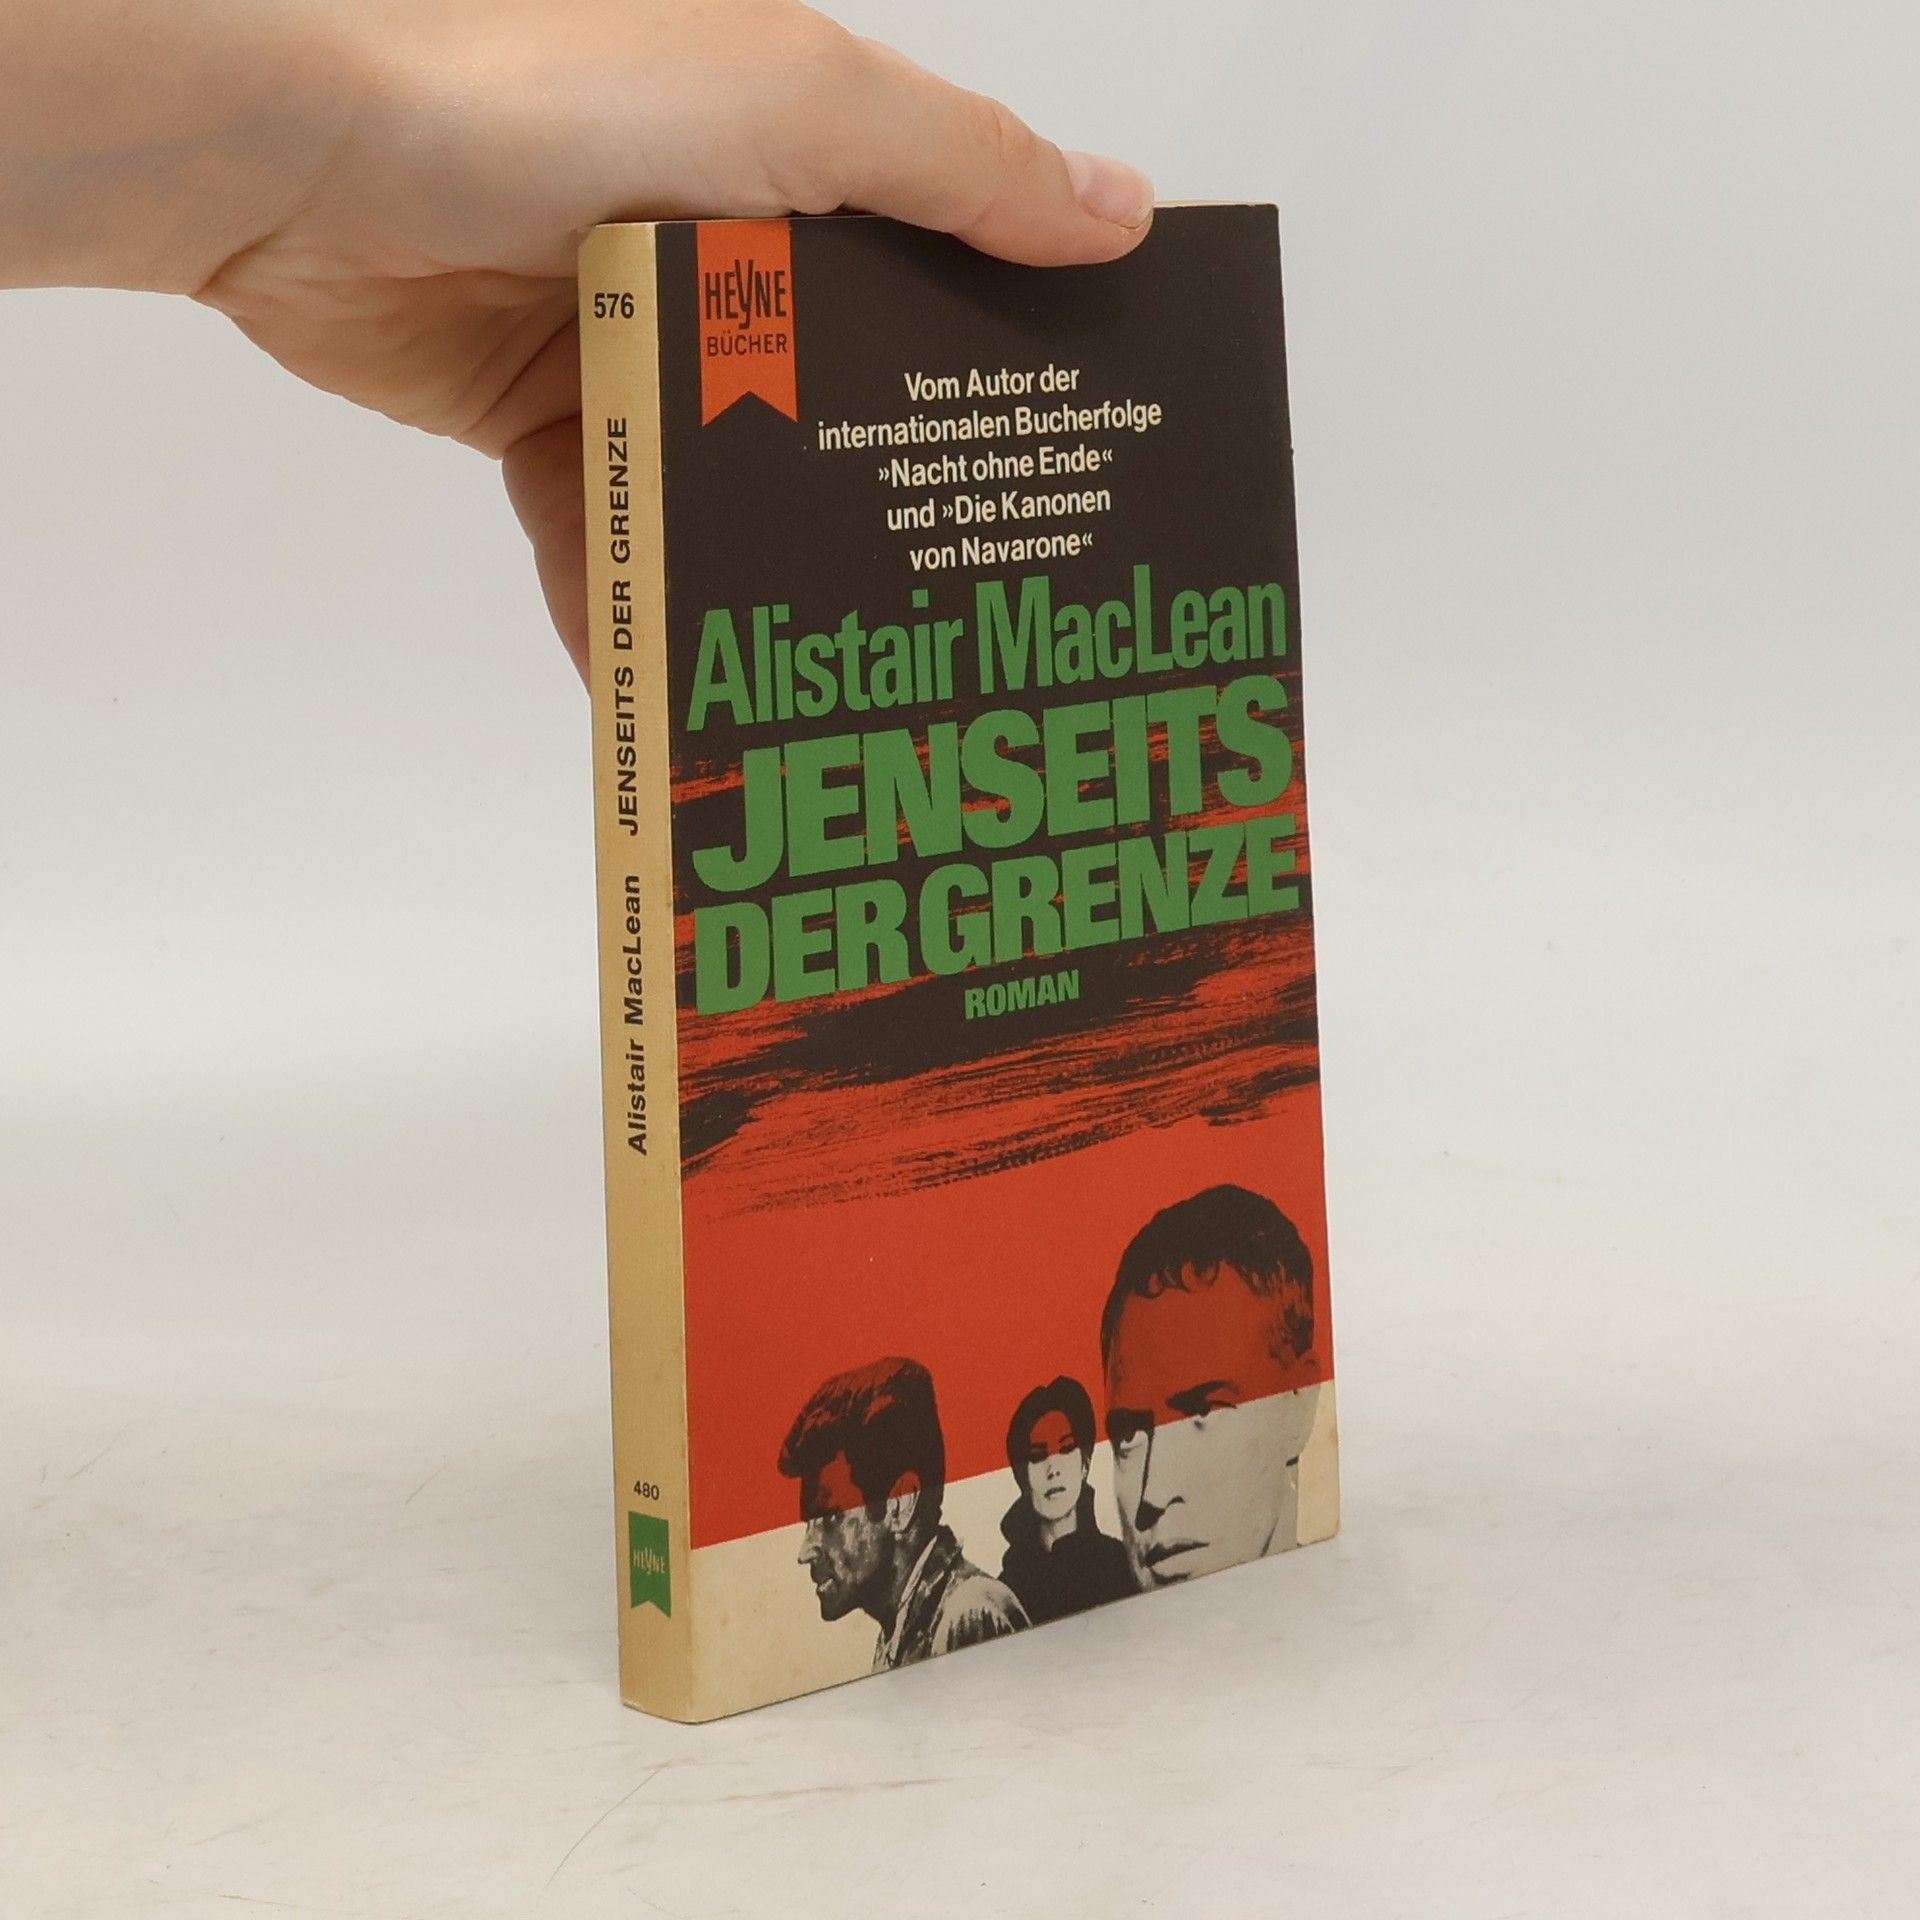 576
JENSEITS DER GRENZE
Alistair MacLean
480
HEYNE
HEYNE
BÜCHER
Vom Autor der
internationalen Bucherfolge
»Nacht ohne Ende«
und »Die Kanonen
von Navarone«
Alistair MacLean
JENSEITS
DER GRENZE
ROMAN